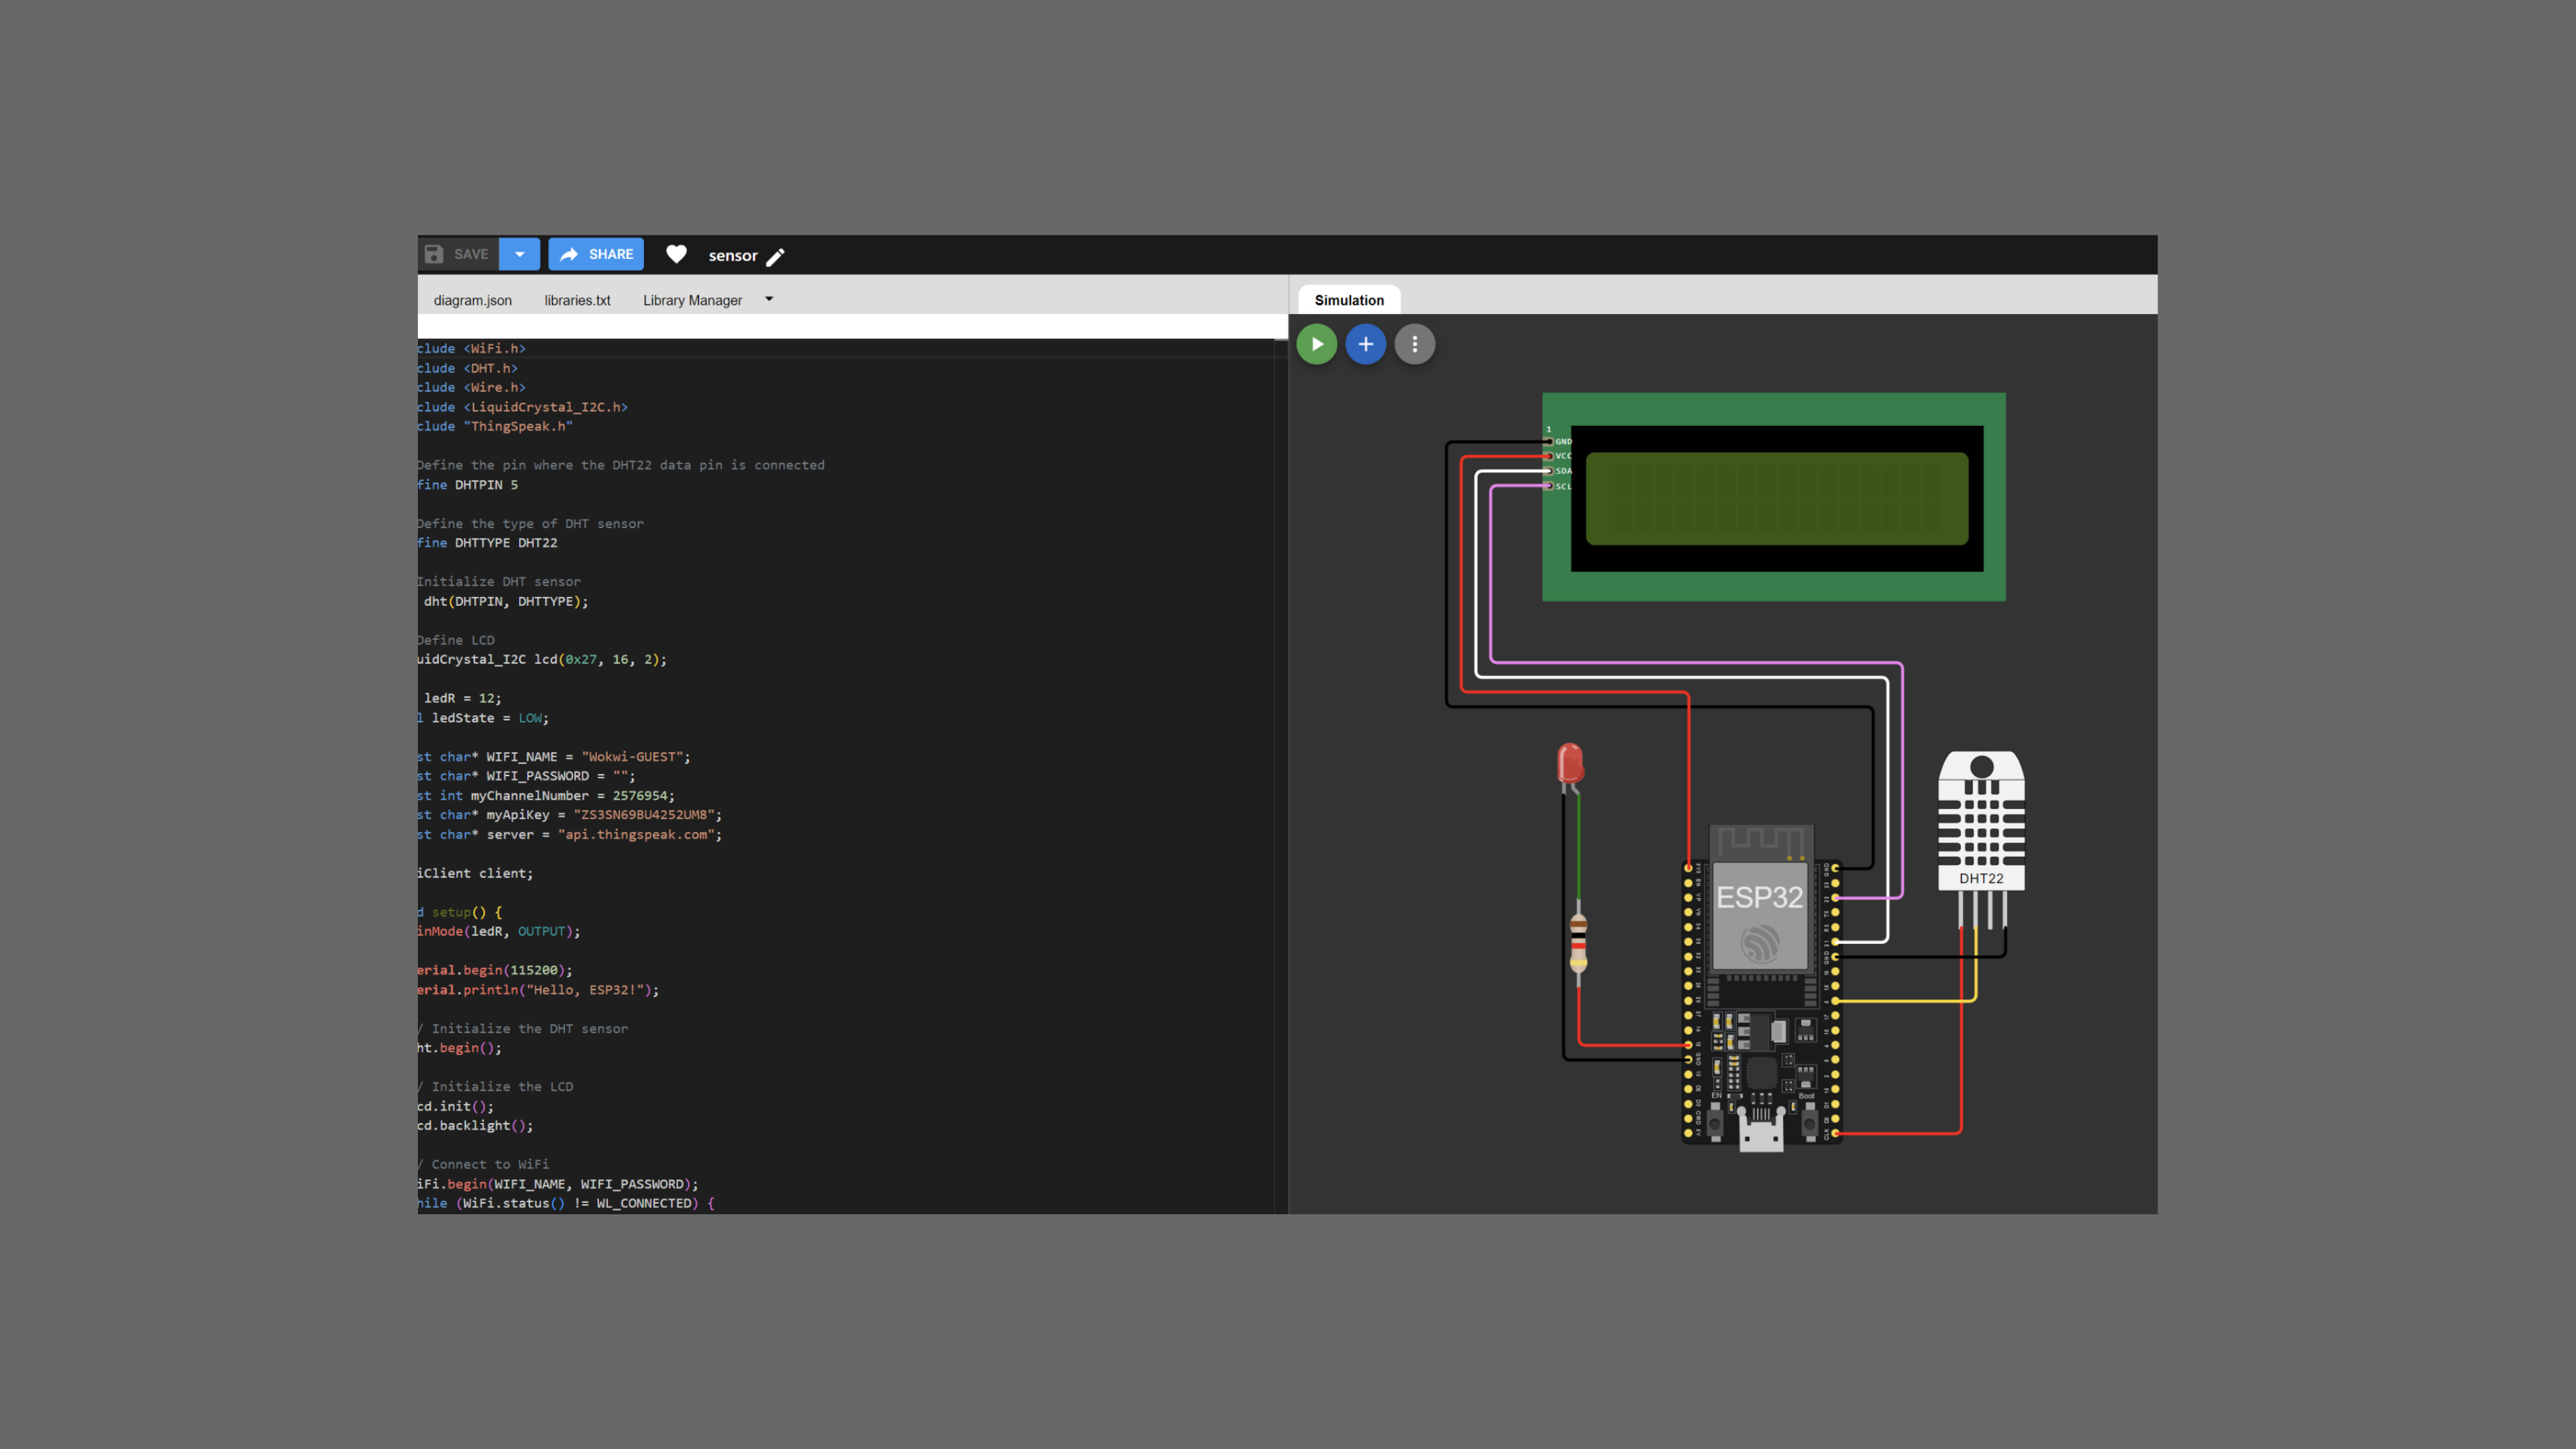 SAVE SHARE sensor
diagram.json libraries.txt Library Manager
Simulation
clude <WiFi.h>
clude <DHT.h>
clude <Wire.h>
clude <LiquidCrystal_I2C.h>
clude "ThingSpeak.h"
Define the pin where the DHT22 data pin is connected
fine DHTPIN 5
Define the type of DHT sensor
fine DHTTYPE DHT22
Initialize DHT sensor
dht(DHTPIN, DHTTYPE);
Define LCD
uidCrystal_I2C lcd(0x27, 16, 2);
ledR = 12;
l ledState = LOW;
st char* WIFI_NAME = "Wokwi-GUEST";
st char* WIFI_PASSWORD = "";
st int myChannelNumber = 2576954;
st char* myApiKey = "ZS3SN69BU4252UM8";
st char* server = "api.thingspeak.com";
iClient client;
d setup() {
inMode(ledR, OUTPUT);
erial.begin(115200);
erial.println("Hello, ESP32!");
/ Initialize the DHT sensor
ht.begin();
/ Initialize the LCD
cd.init();
cd.backlight();
/ Connect to WiFi
iFi.begin(WIFI_NAME, WIFI_PASSWORD);
hile (WiFi.status() != WL_CONNECTED) {
1
GND
VCC
SDA
SCL
DHT22
ESP32
EN
Boot